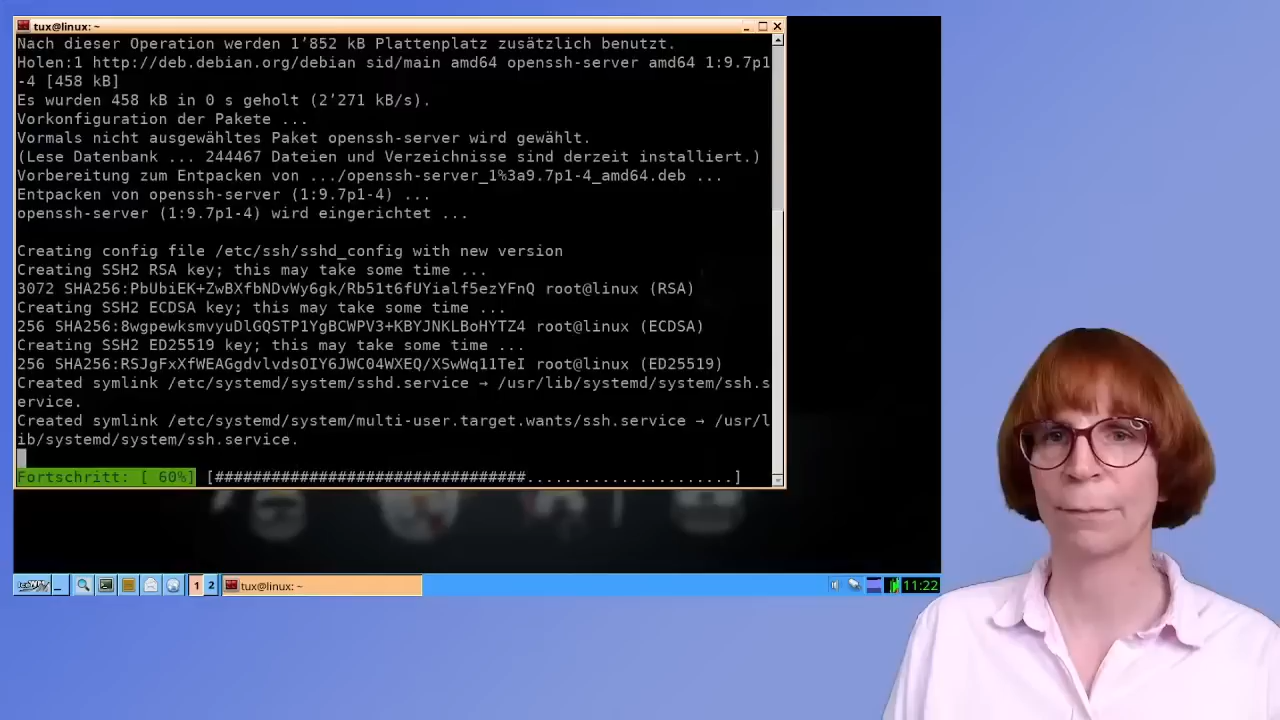 tux@linux: ~
Nach dieser Operation werden 1’852 kB Plattenplatz zusätzlich benutzt.
Holen:1 http://deb.debian.org/debian sid/main amd64 openssh-server amd64 1:9.7p1
-4 [458 kB]
Es wurden 458 kB in 0 s geholt (2’271 kB/s).
Vorkonfiguration der Pakete ...
Vormals nicht ausgewähltes Paket openssh-server wird gewählt.
(Lese Datenbank ... 244467 Dateien und Verzeichnisse sind derzeit installiert.)
Vorbereitung zum Entpacken von .../openssh-server_1%3a9.7p1-4_amd64.deb ...
Entpacken von openssh-server (1:9.7p1-4) ...
openssh-server (1:9.7p1-4) wird eingerichtet ...
Creating config file /etc/ssh/sshd_config with new version
Creating SSH2 RSA key; this may take some time ...
3072 SHA256:PbUbiEK+ZwBXfbNDvWy6gk/Rb51t6fUYialf5ezYFnQ root@linux (RSA)
Creating SSH2 ECDSA key; this may take some time ...
256 SHA256:8wgpewksmvyuDlGQSTP1YgBCWPV3+KBYJNKLBoHYTZ4 root@linux (ECDSA)
Creating SSH2 ED25519 key; this may take some time ...
256 SHA256:RSJgFxXfWEAGgdvlvdsOIY6JWC04WXEQ/XSwWq11TeI root@linux (ED25519)
Created symlink /etc/systemd/system/sshd.service → /usr/lib/systemd/system/ssh.s
ervice.
Created symlink /etc/systemd/system/multi-user.target.wants/ssh.service → /usr/l
ib/systemd/system/ssh.service.
Fortschritt: [ 60%] [#################################......................]
1 2 tux@linux: ~ 11:22